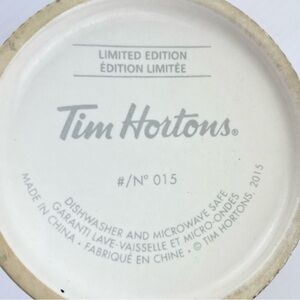 LIMITED EDITION
ÉDITION LIMITÉE
Tim Hortons®
#/Nº 015
DISHWASHER AND MICROWAVE SAFE
GARANTI LAVE-VAISSELLE ET MICRO-ONDES
MADE IN CHINA • FABRIQUÉ EN CHINE • © TIM HORTONS, 2015